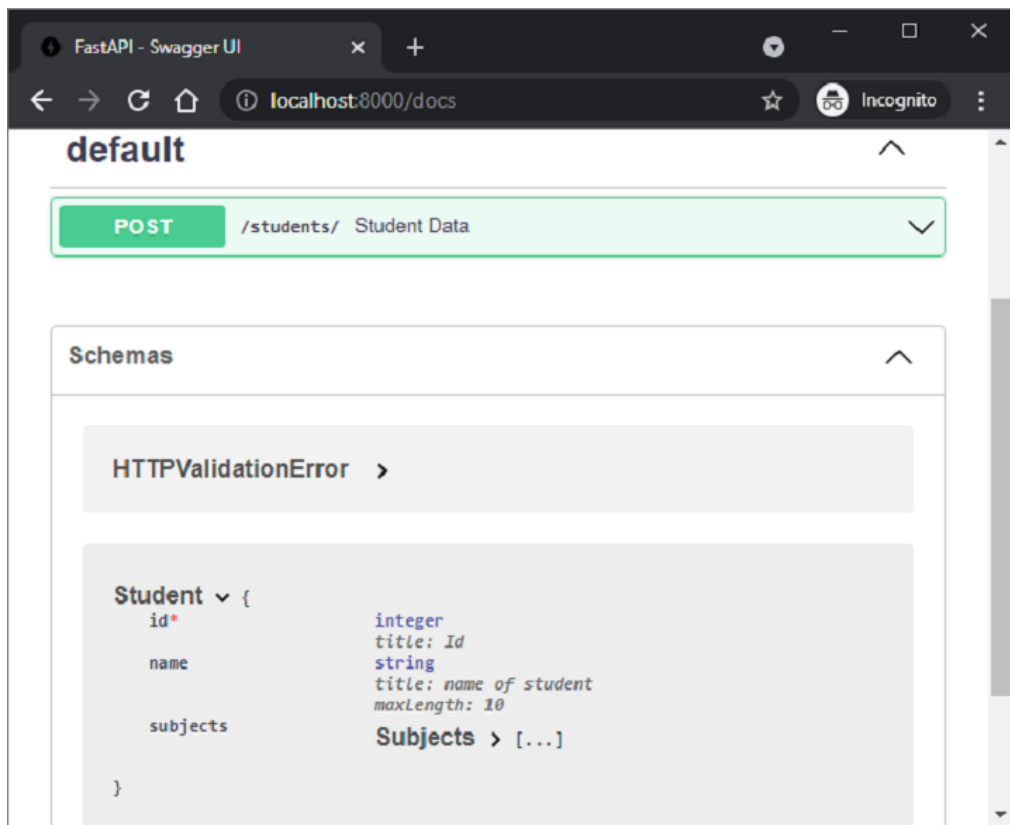 FastAPI - Swagger UI
localhost:8000/docs
Incognito
default
POST /students/ Student Data
Schemas
HTTPValidationError
Student {
id* integer
title: Id
name string
title: name of student
maxLength: 10
subjects Subjects > [...]
}